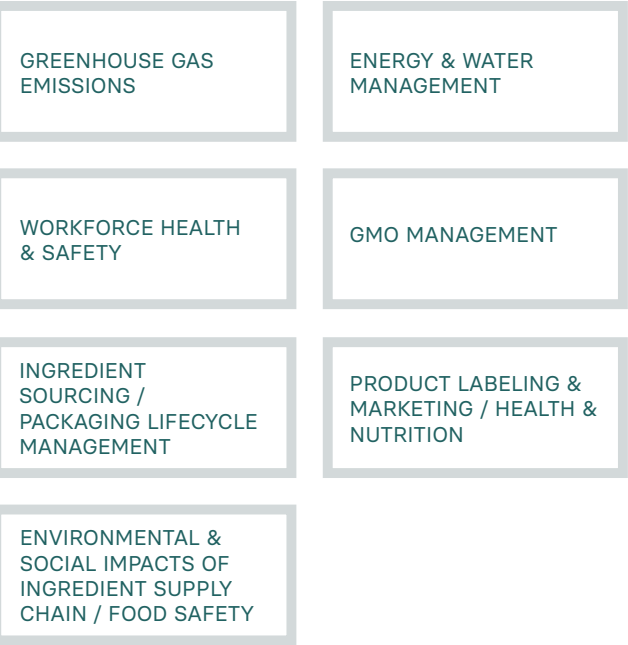 GREENHOUSE GAS
EMISSIONS
ENERGY & WATER
MANAGEMENT
WORKFORCE HEALTH
& SAFETY
GMO MANAGEMENT
INGREDIENT
SOURCING /
PACKAGING LIFECYCLE
MANAGEMENT
PRODUCT LABELING &
MARKETING / HEALTH &
NUTRITION
ENVIRONMENTAL &
SOCIAL IMPACTS OF
INGREDIENT SUPPLY
CHAIN / FOOD SAFETY